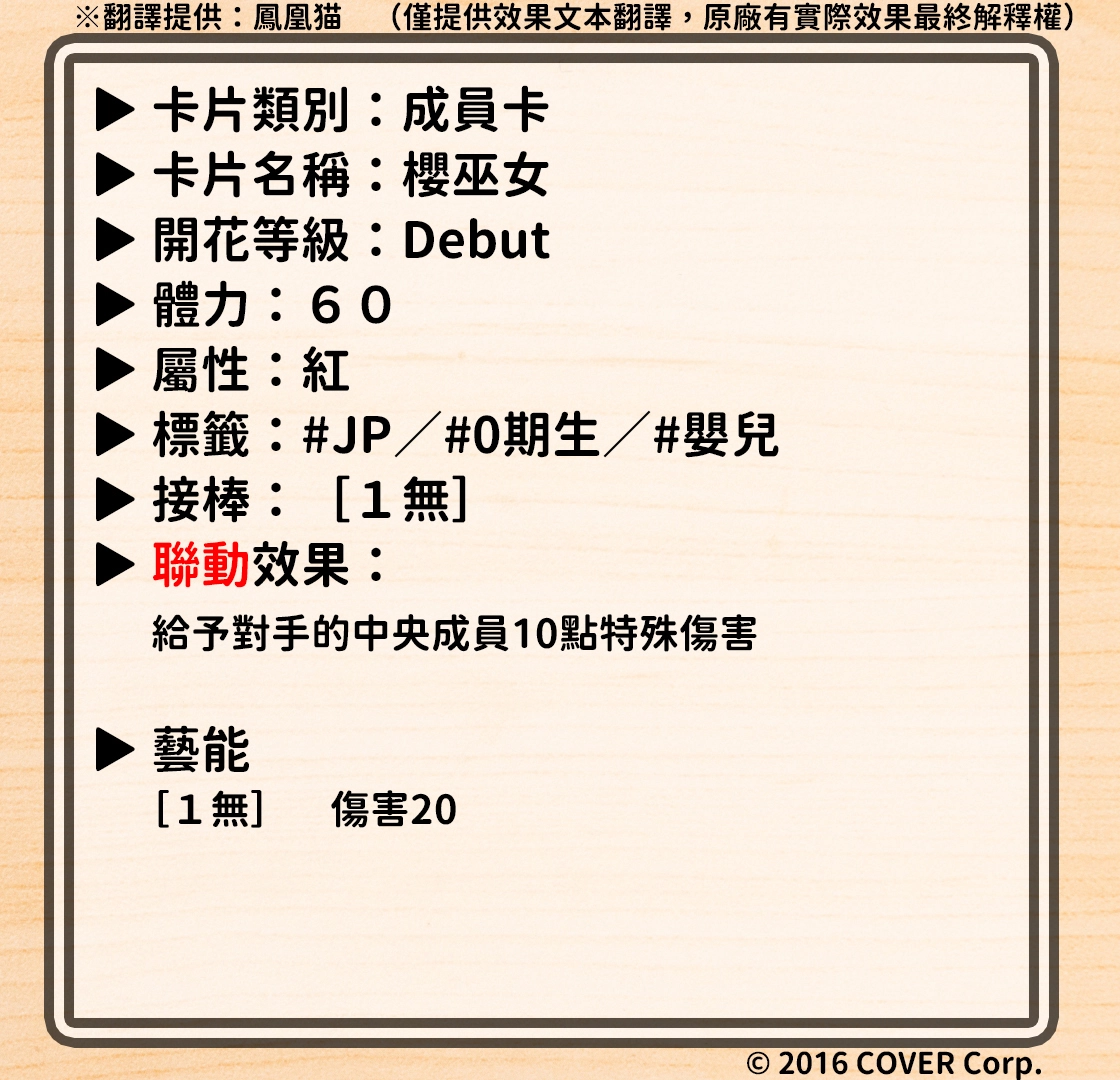 ※翻譯提供：鳳凰猫　（僅提供效果文本翻譯，原廠有實際效果最終解釋權）
▶ 卡片類別：成員卡
▶ 卡片名稱：櫻巫女
▶ 開花等級：Debut
▶ 體力：６０
▶ 屬性：紅
▶ 標籤：#JP／#0期生／#嬰兒
▶ 接棒：［１無］
▶ 聯動效果：
給予對手的中央成員10點特殊傷害
▶ 藝能
［１無］　傷害20
© 2016 COVER Corp.